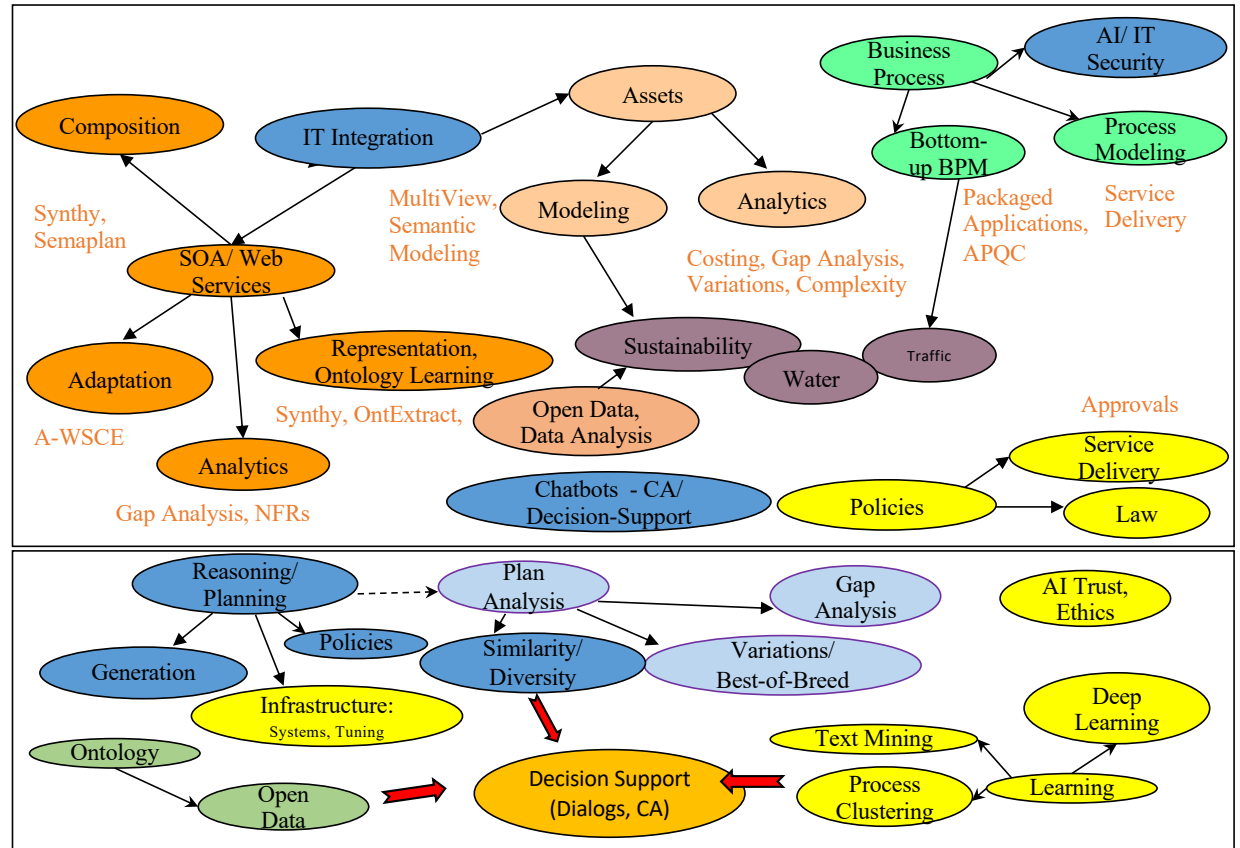 Business
Process
AI/ IT
Security
Assets
Composition
IT Integration
Bottom-
up BPM
Process
Modeling
Synthy,
Semaplan
MultiView,
Semantic
Modeling
Modeling
Analytics
Packaged
Applications,
APQC
Service
Delivery
SOA/ Web
Services
Costing, Gap Analysis,
Variations, Complexity
Adaptation
Representation,
Ontology Learning
Sustainability
Water
Traffic
A-WSCE
Synthy, OntExtract,
Open Data,
Data Analysis
Approvals
Analytics
Service
Delivery
Gap Analysis, NFRs
Chatbots - CA/
Decision-Support
Policies
Law
Reasoning/
Planning
Plan
Analysis
Gap
Analysis
AI Trust,
Ethics
Policies
Generation
Similarity/
Diversity
Variations/
Best-of-Breed
Infrastructure:
Systems, Tuning
Deep
Learning
Ontology
Text Mining
Open
Data
Decision Support
(Dialogs, CA)
Process
Clustering
Learning